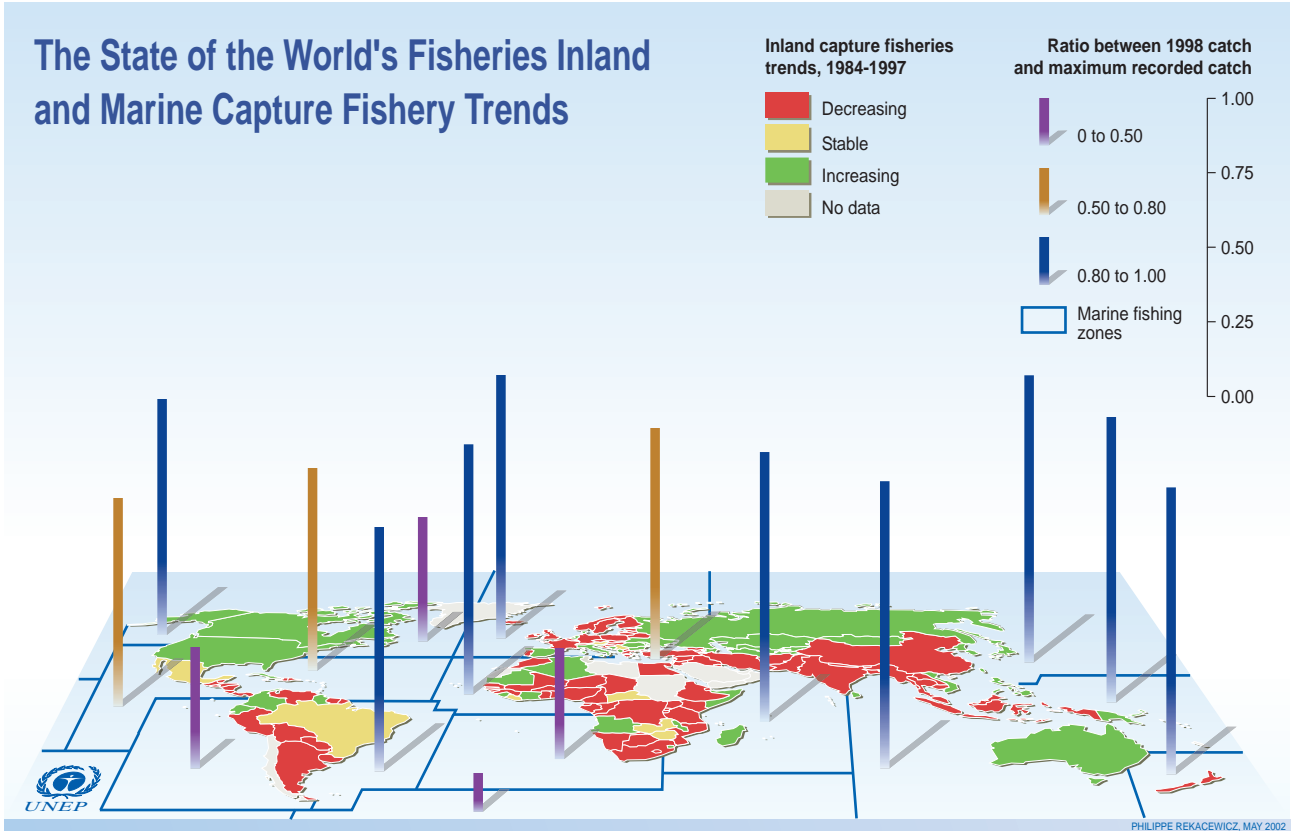 The State of the World's Fisheries Inland
and Marine Capture Fishery Trends
Inland capture fisheries
trends, 1984-1997
Decreasing
Stable
Increasing
No data
Ratio between 1998 catch
and maximum recorded catch
0 to 0.50
0.50 to 0.80
0.80 to 1.00
Marine fishing
zones
1.00
0.75
0.50
0.25
0.00
UNEP
PHILIPPE REKACEWICZ, MAY 2002